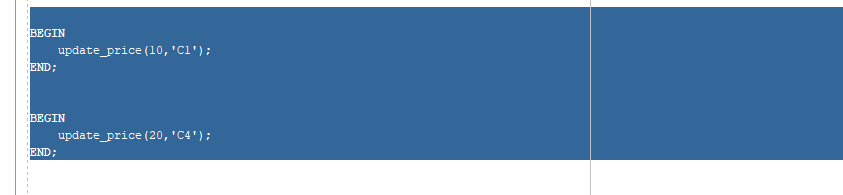 BEGIN
    update_price(10,'C1');
END;
BEGIN
    update_price(20,'C4');
END;